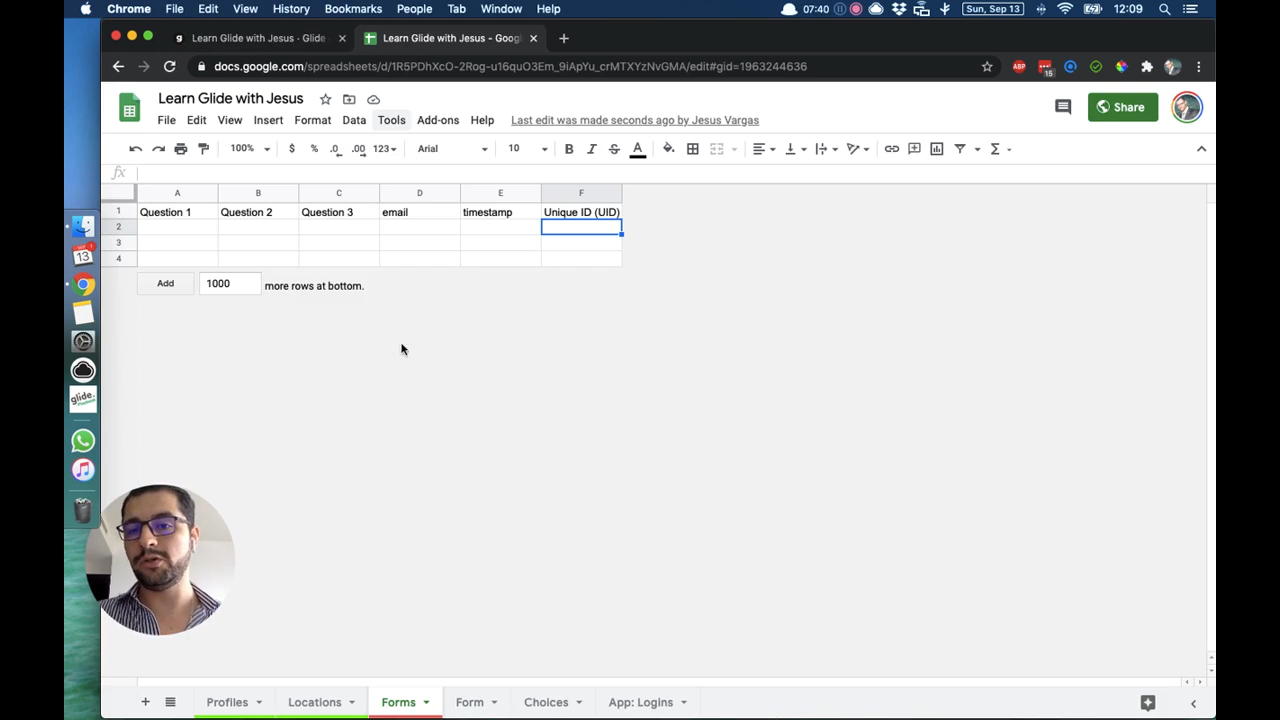 Chrome File Edit View History Bookmarks People Tab Window Help 07:40 Sun, Sep 13 12:09
Learn Glide with Jesus - Glide Learn Glide with Jesus - Goog
docs.google.com/spreadsheets/d/1R5PDhXcO-2Rog-u16quO3Em_9iApYu_crMTXYzNvGMA/edit#gid=1963244636
ABP 15
Learn Glide with Jesus
Share
File Edit View Insert Format Data Tools Add-ons Help Last edit was made seconds ago by Jesus Vargas
100% $ % .0 .00 123 Arial 10 B I S A
fx
A B C D E F
1 Question 1 Question 2 Question 3 email timestamp Unique ID (UID)
2
3
4
Add 1000 more rows at bottom.
SEP 13 1
glide.
Profiles Locations Forms Form Choices App: Logins